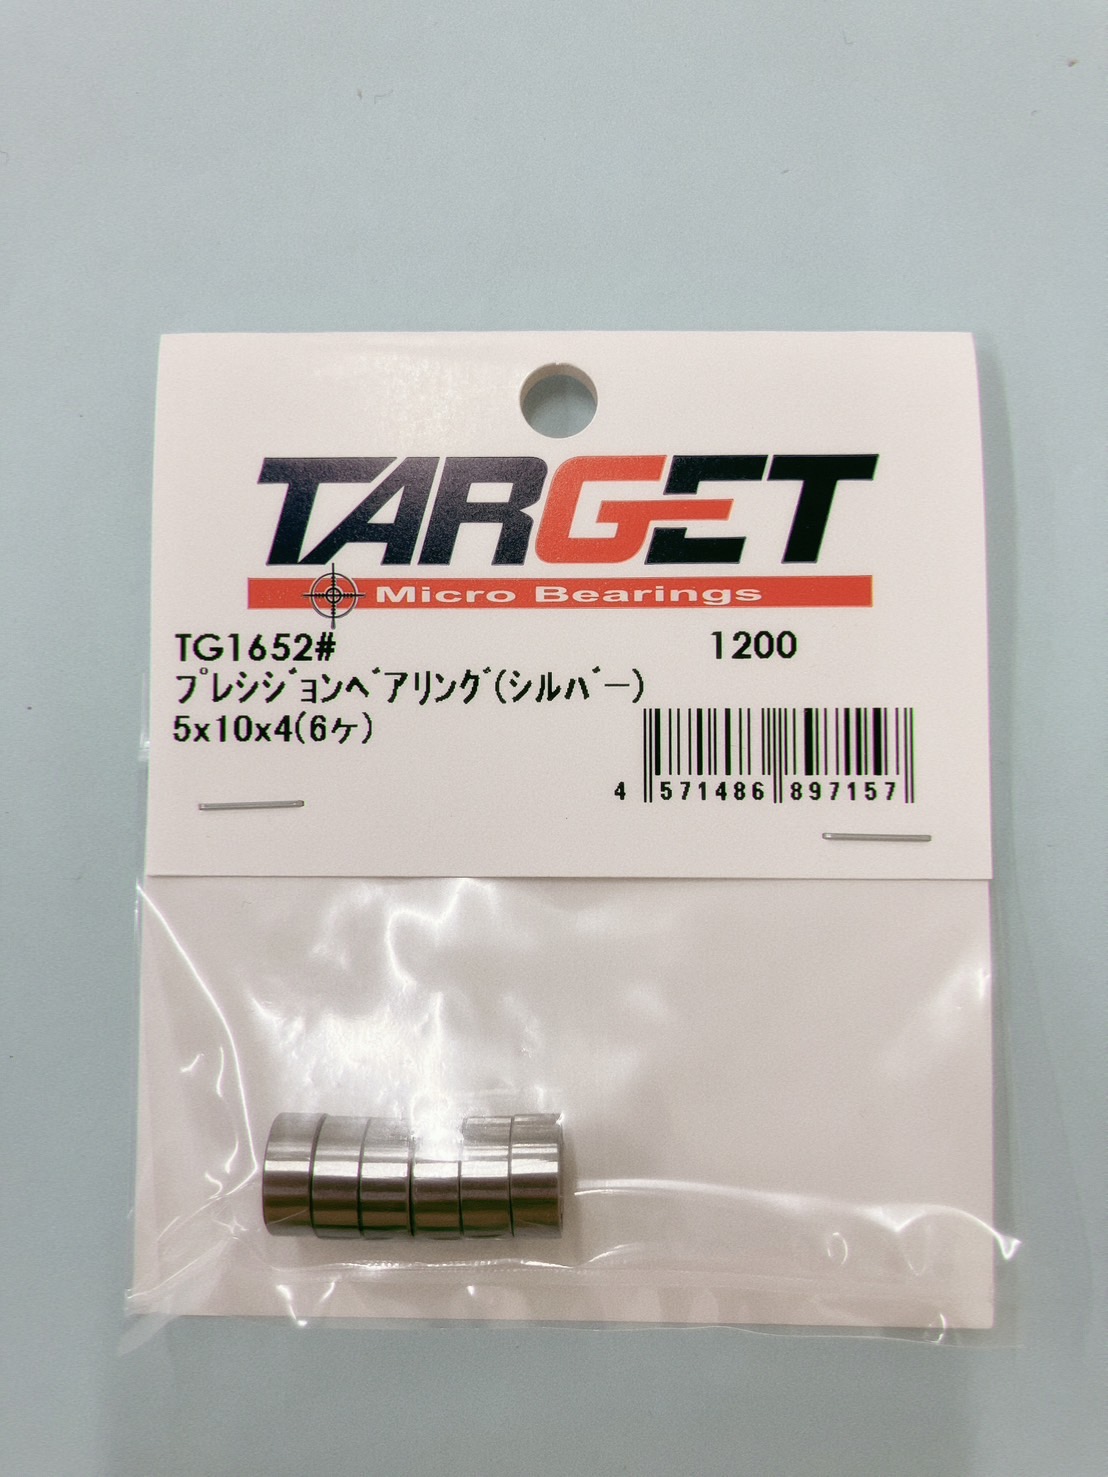 TARGET
Micro Bearings
TG1652# 1200
プレシジョンベアリング(シルバー)
5x10x4(6ヶ)
4 571486 897157